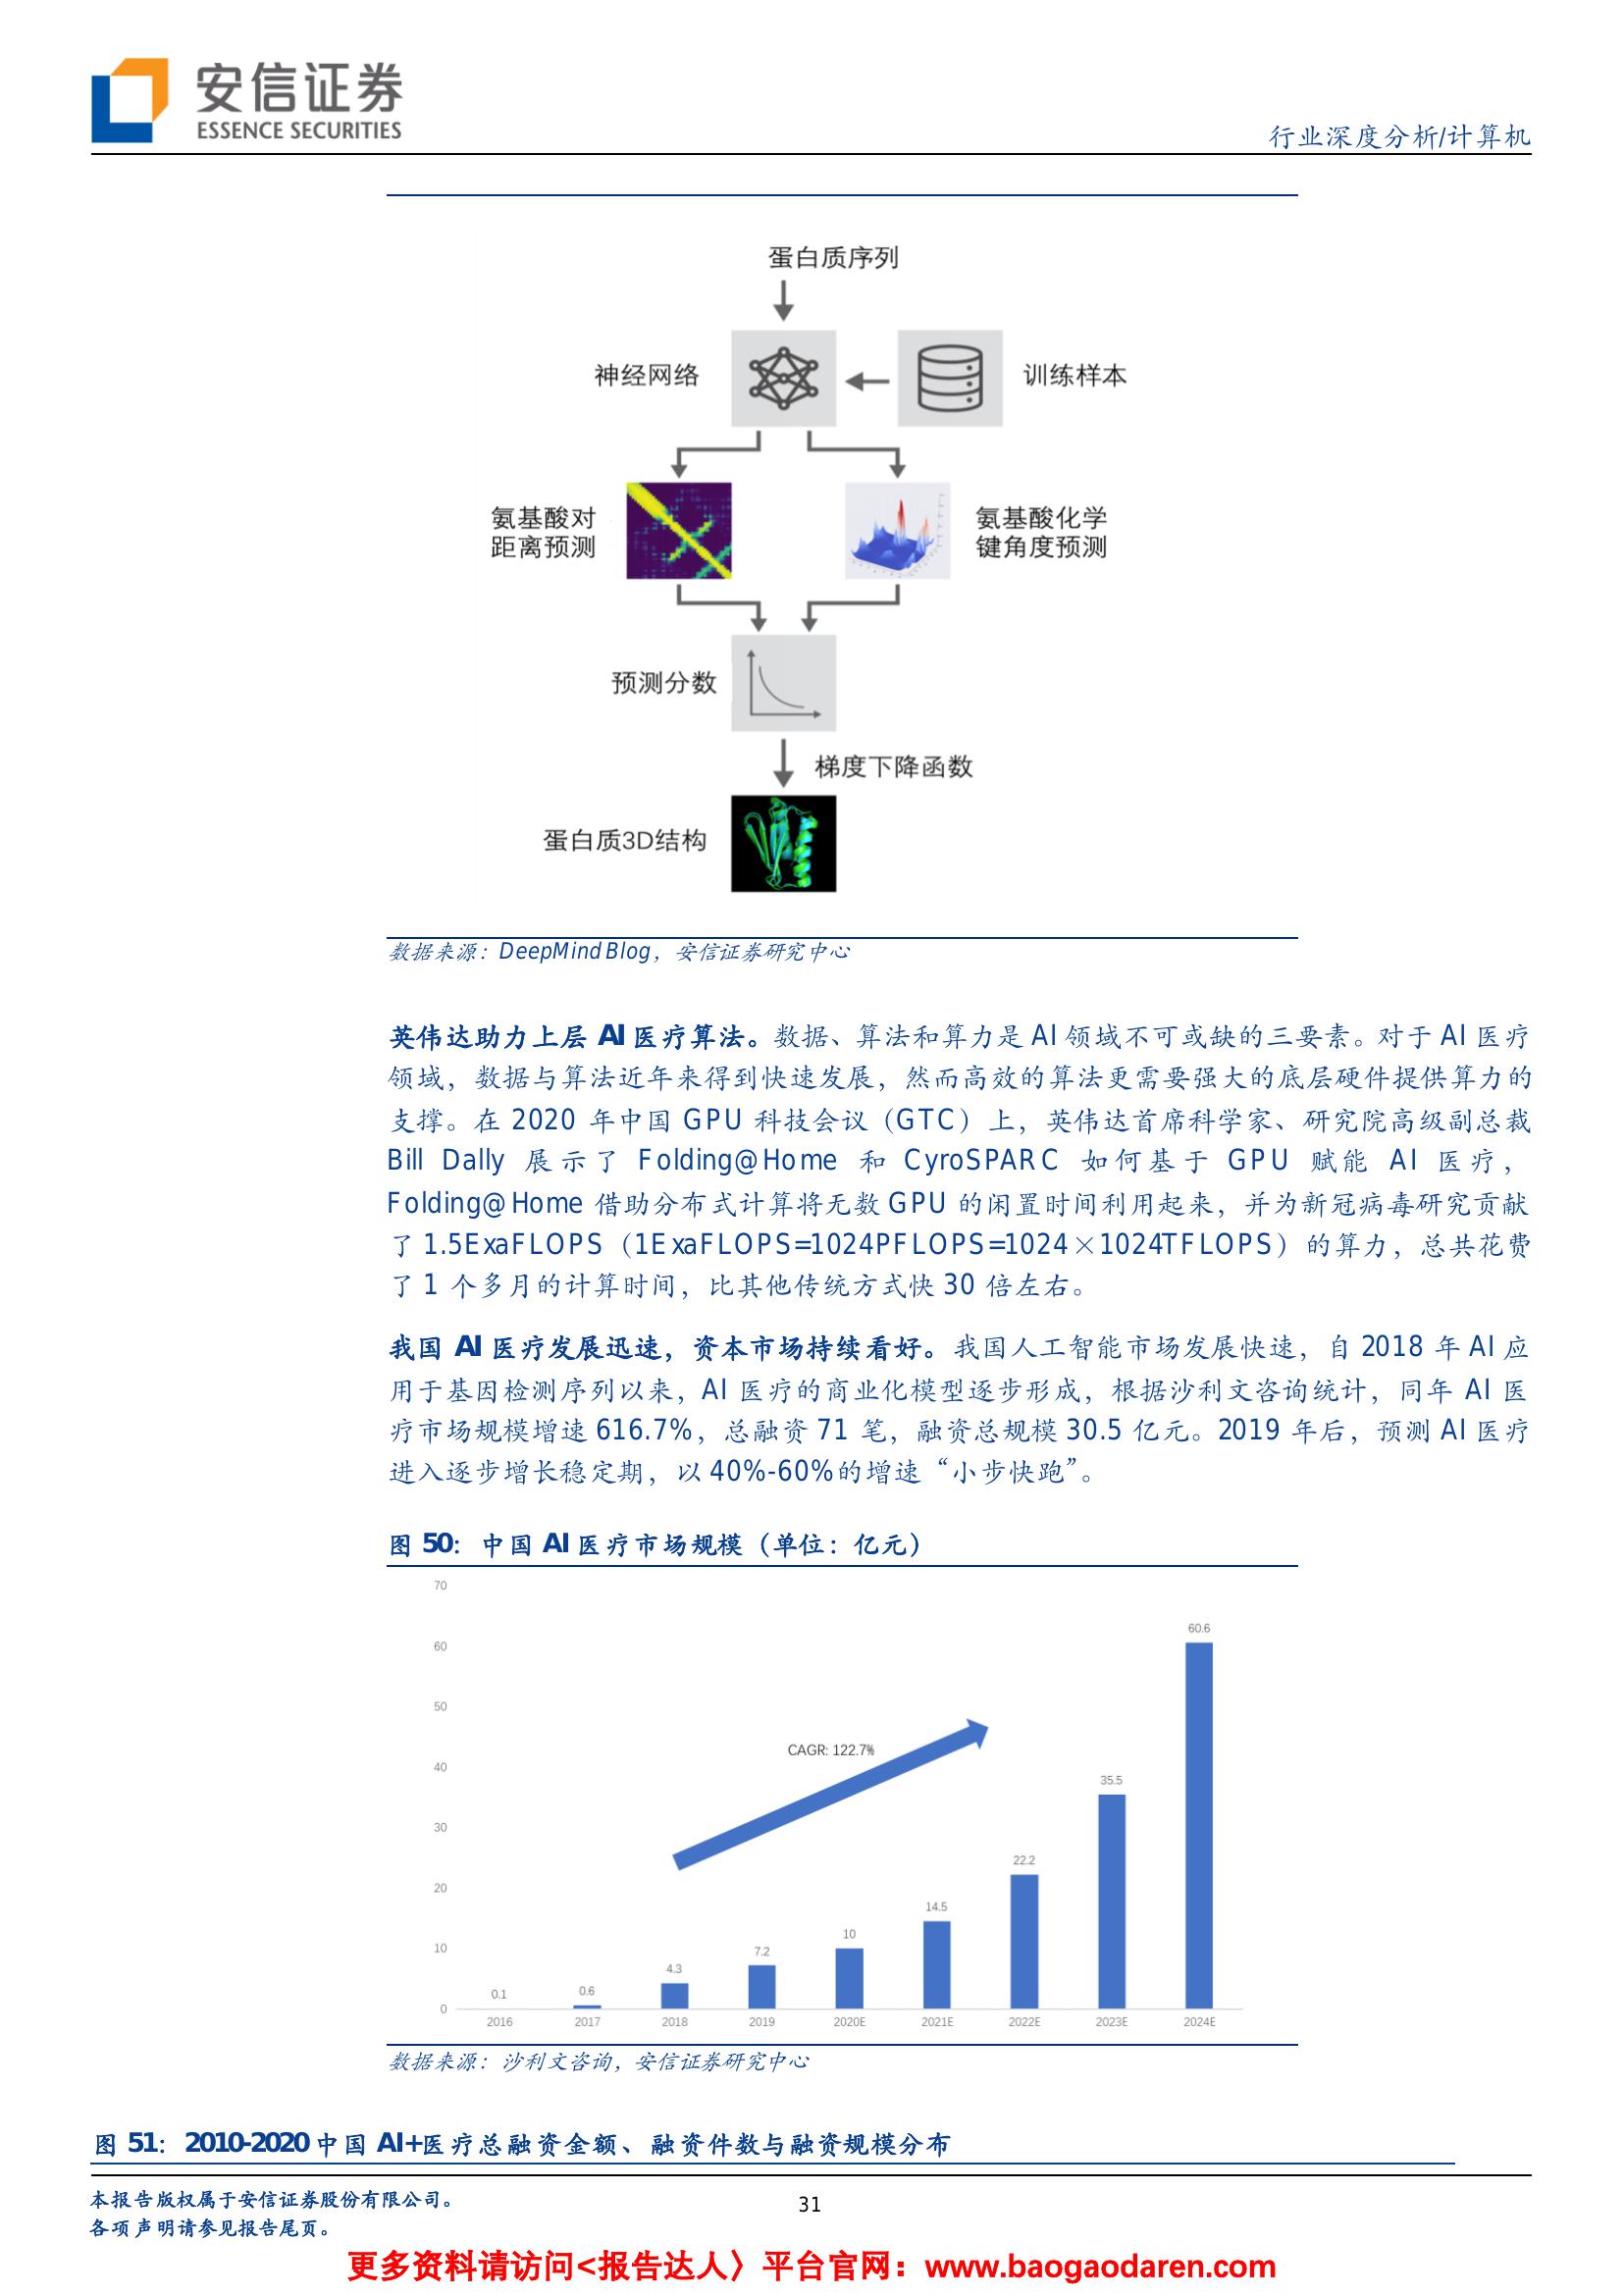 安信证券
ESSENCE SECURITIES
行业深度分析/计算机
蛋白质序列
神经网络
训练样本
氨基酸对
距离预测
氨基酸化学
键角度预测
预测分数
梯度下降函数
蛋白质3D结构
数据来源：DeepMind Blog，安信证券研究中心
英伟达助力上层 AI 医疗算法。数据、算法和算力是 AI 领域不可或缺的三要素。对于 AI 医疗
领域，数据与算法近年来得到快速发展，然而高效的算法更需要强大的底层硬件提供算力的
支撑。在 2020 年中国 GPU 科技会议（GTC）上，英伟达首席科学家、研究院高级副总裁
Bill Dally 展示了 Folding@Home 和 CyroSPARC 如何基于 GPU 赋能 AI 医疗，
Folding@Home 借助分布式计算将无数 GPU 的闲置时间利用起来，并为新冠病毒研究贡献
了 1.5ExaFLOPS（1ExaFLOPS=1024PFLOPS=1024×1024TFLOPS）的算力，总共花费
了 1 个多月的计算时间，比其他传统方式快 30 倍左右。
我国 AI 医疗发展迅速，资本市场持续看好。我国人工智能市场发展快速，自 2018 年 AI 应
用于基因检测序列以来，AI 医疗的商业化模型逐步形成，根据沙利文咨询统计，同年 AI 医
疗市场规模增速 616.7%，总融资 71 笔，融资总规模 30.5 亿元。2019 年后，预测 AI 医疗
进入逐步增长稳定期，以 40%-60%的增速“小步快跑”。
图 50：中国 AI 医疗市场规模（单位：亿元）
70
60
50
40
30
20
10
0
CAGR: 122.7%
0.1
0.6
4.3
7.2
10
14.5
22.2
35.5
60.6
2016 2017 2018 2019 2020E 2021E 2022E 2023E 2024E
数据来源：沙利文咨询，安信证券研究中心
图 51：2010-2020 中国 AI+医疗总融资金额、融资件数与融资规模分布
本报告版权属于安信证券股份有限公司。
31
各项声明请参见报告尾页。
更多资料请访问<报告达人〉平台官网：www.baogaodaren.com